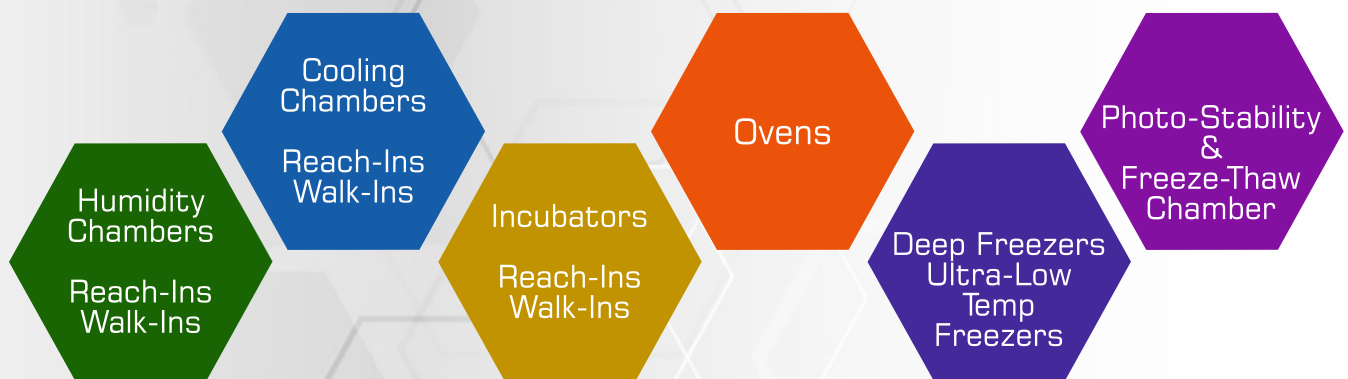 Humidity
Chambers
Reach-Ins
Walk-Ins
Cooling
Chambers
Reach-Ins
Walk-Ins
Incubators
Reach-Ins
Walk-Ins
Ovens
Deep Freezers
Ultra-Low
Temp
Freezers
Photo-Stability
&
Freeze-Thaw
Chamber